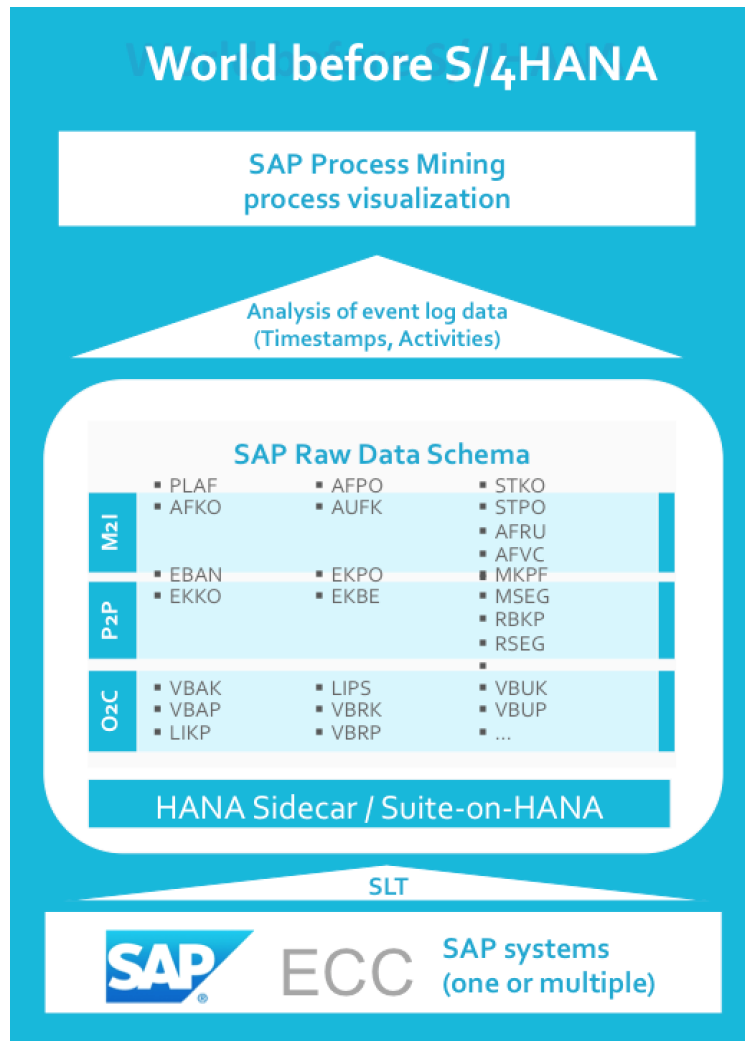 World before S/4HANA
SAP Process Mining
process visualization
Analysis of event log data
(Timestamps, Activities)
SAP Raw Data Schema
M2I
▪ PLAF ▪ AFPO ▪ STKO
▪ AFKO ▪ AUFK ▪ STPO
▪ AFRU
▪ AFVC
P2P
▪ EBAN ▪ EKPO ▪ MKPF
▪ EKKO ▪ EKBE ▪ MSEG
▪ RBKP
▪ RSEG
▪
O2C
▪ VBAK ▪ LIPS ▪ VBUK
▪ VBAP ▪ VBRK ▪ VBUP
▪ LIKP ▪ VBRP ▪ ...
HANA Sidecar / Suite-on-HANA
SLT
SAP® ECC
SAP systems
(one or multiple)